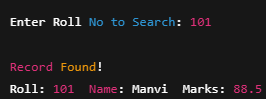 Enter Roll No to Search: 101
Record Found!
Roll: 101  Name: Manvi  Marks: 88.5